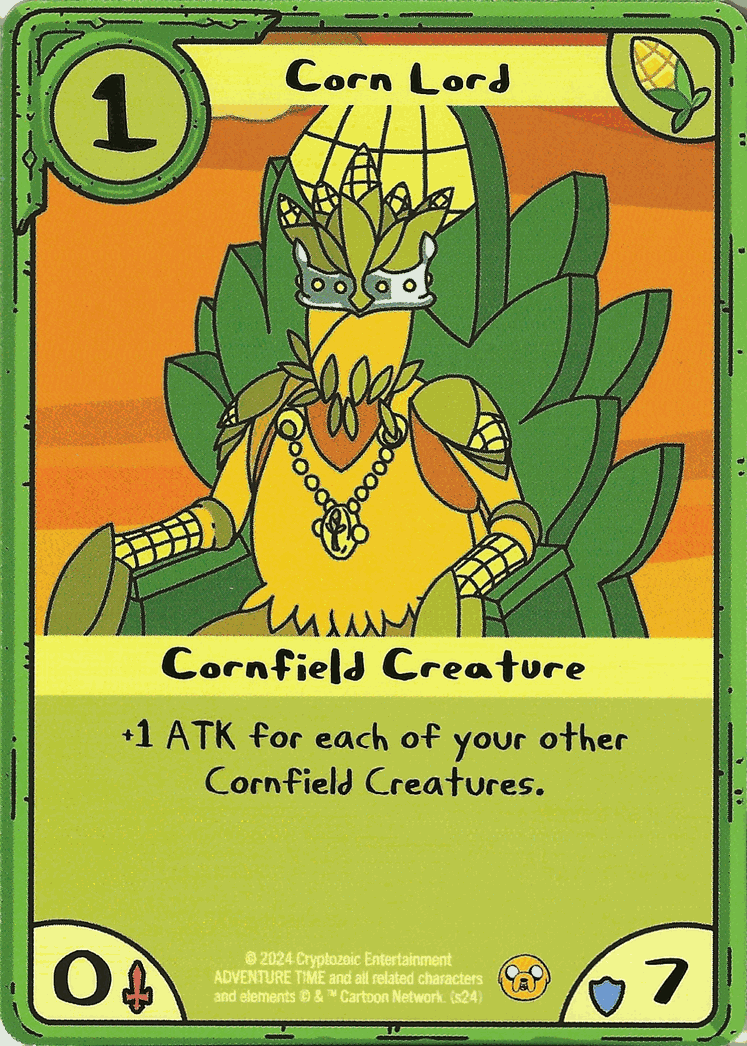 1
Corn Lord
Cornfield Creature
+1 ATK for each of your other
Cornfield Creatures.
0
© 2024 Cryptozoic Entertainment
ADVENTURE TIME and all related characters
and elements © & ™ Cartoon Network. (s24)
7